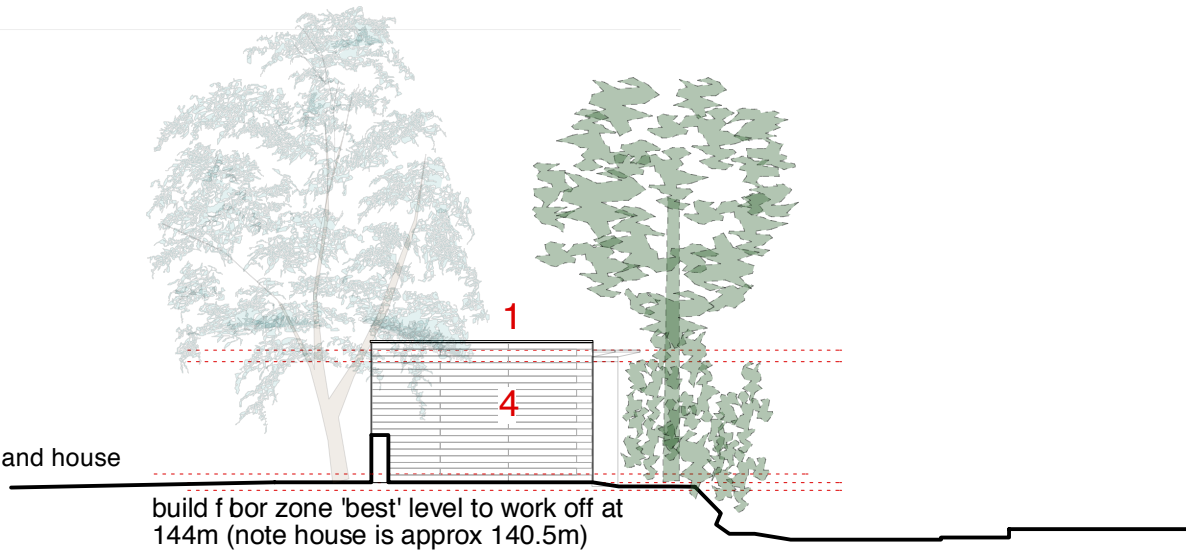 1
4
and house
build f bor zone 'best' level to work off at
144m (note house is approx 140.5m)